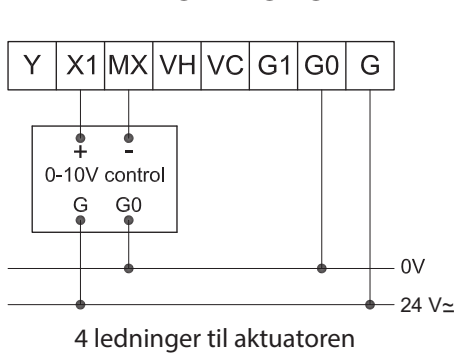 Y X1 MX VH VC G1 G0 G
+ -
0-10V control
G G0
0V
24 V≃
4 ledninger til aktuatoren